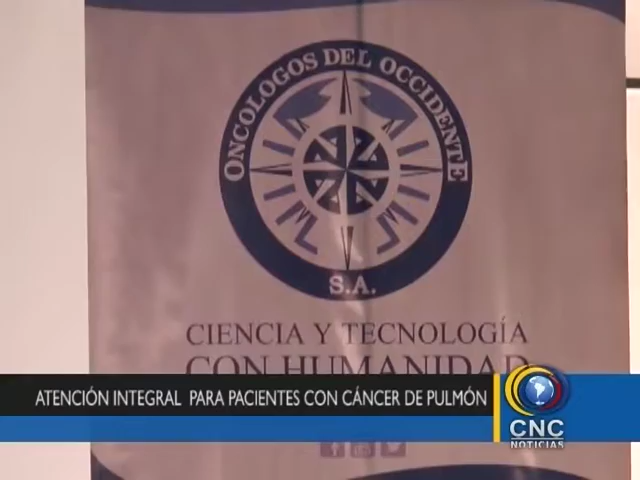 ONCOLOGOS DEL OCCIDENTE
S.A.
CIENCIA Y TECNOLOGÍA
CON HUMANIDAD
ATENCIÓN INTEGRAL PARA PACIENTES CON CÁNCER DE PULMÓN
CNC
NOTICIAS